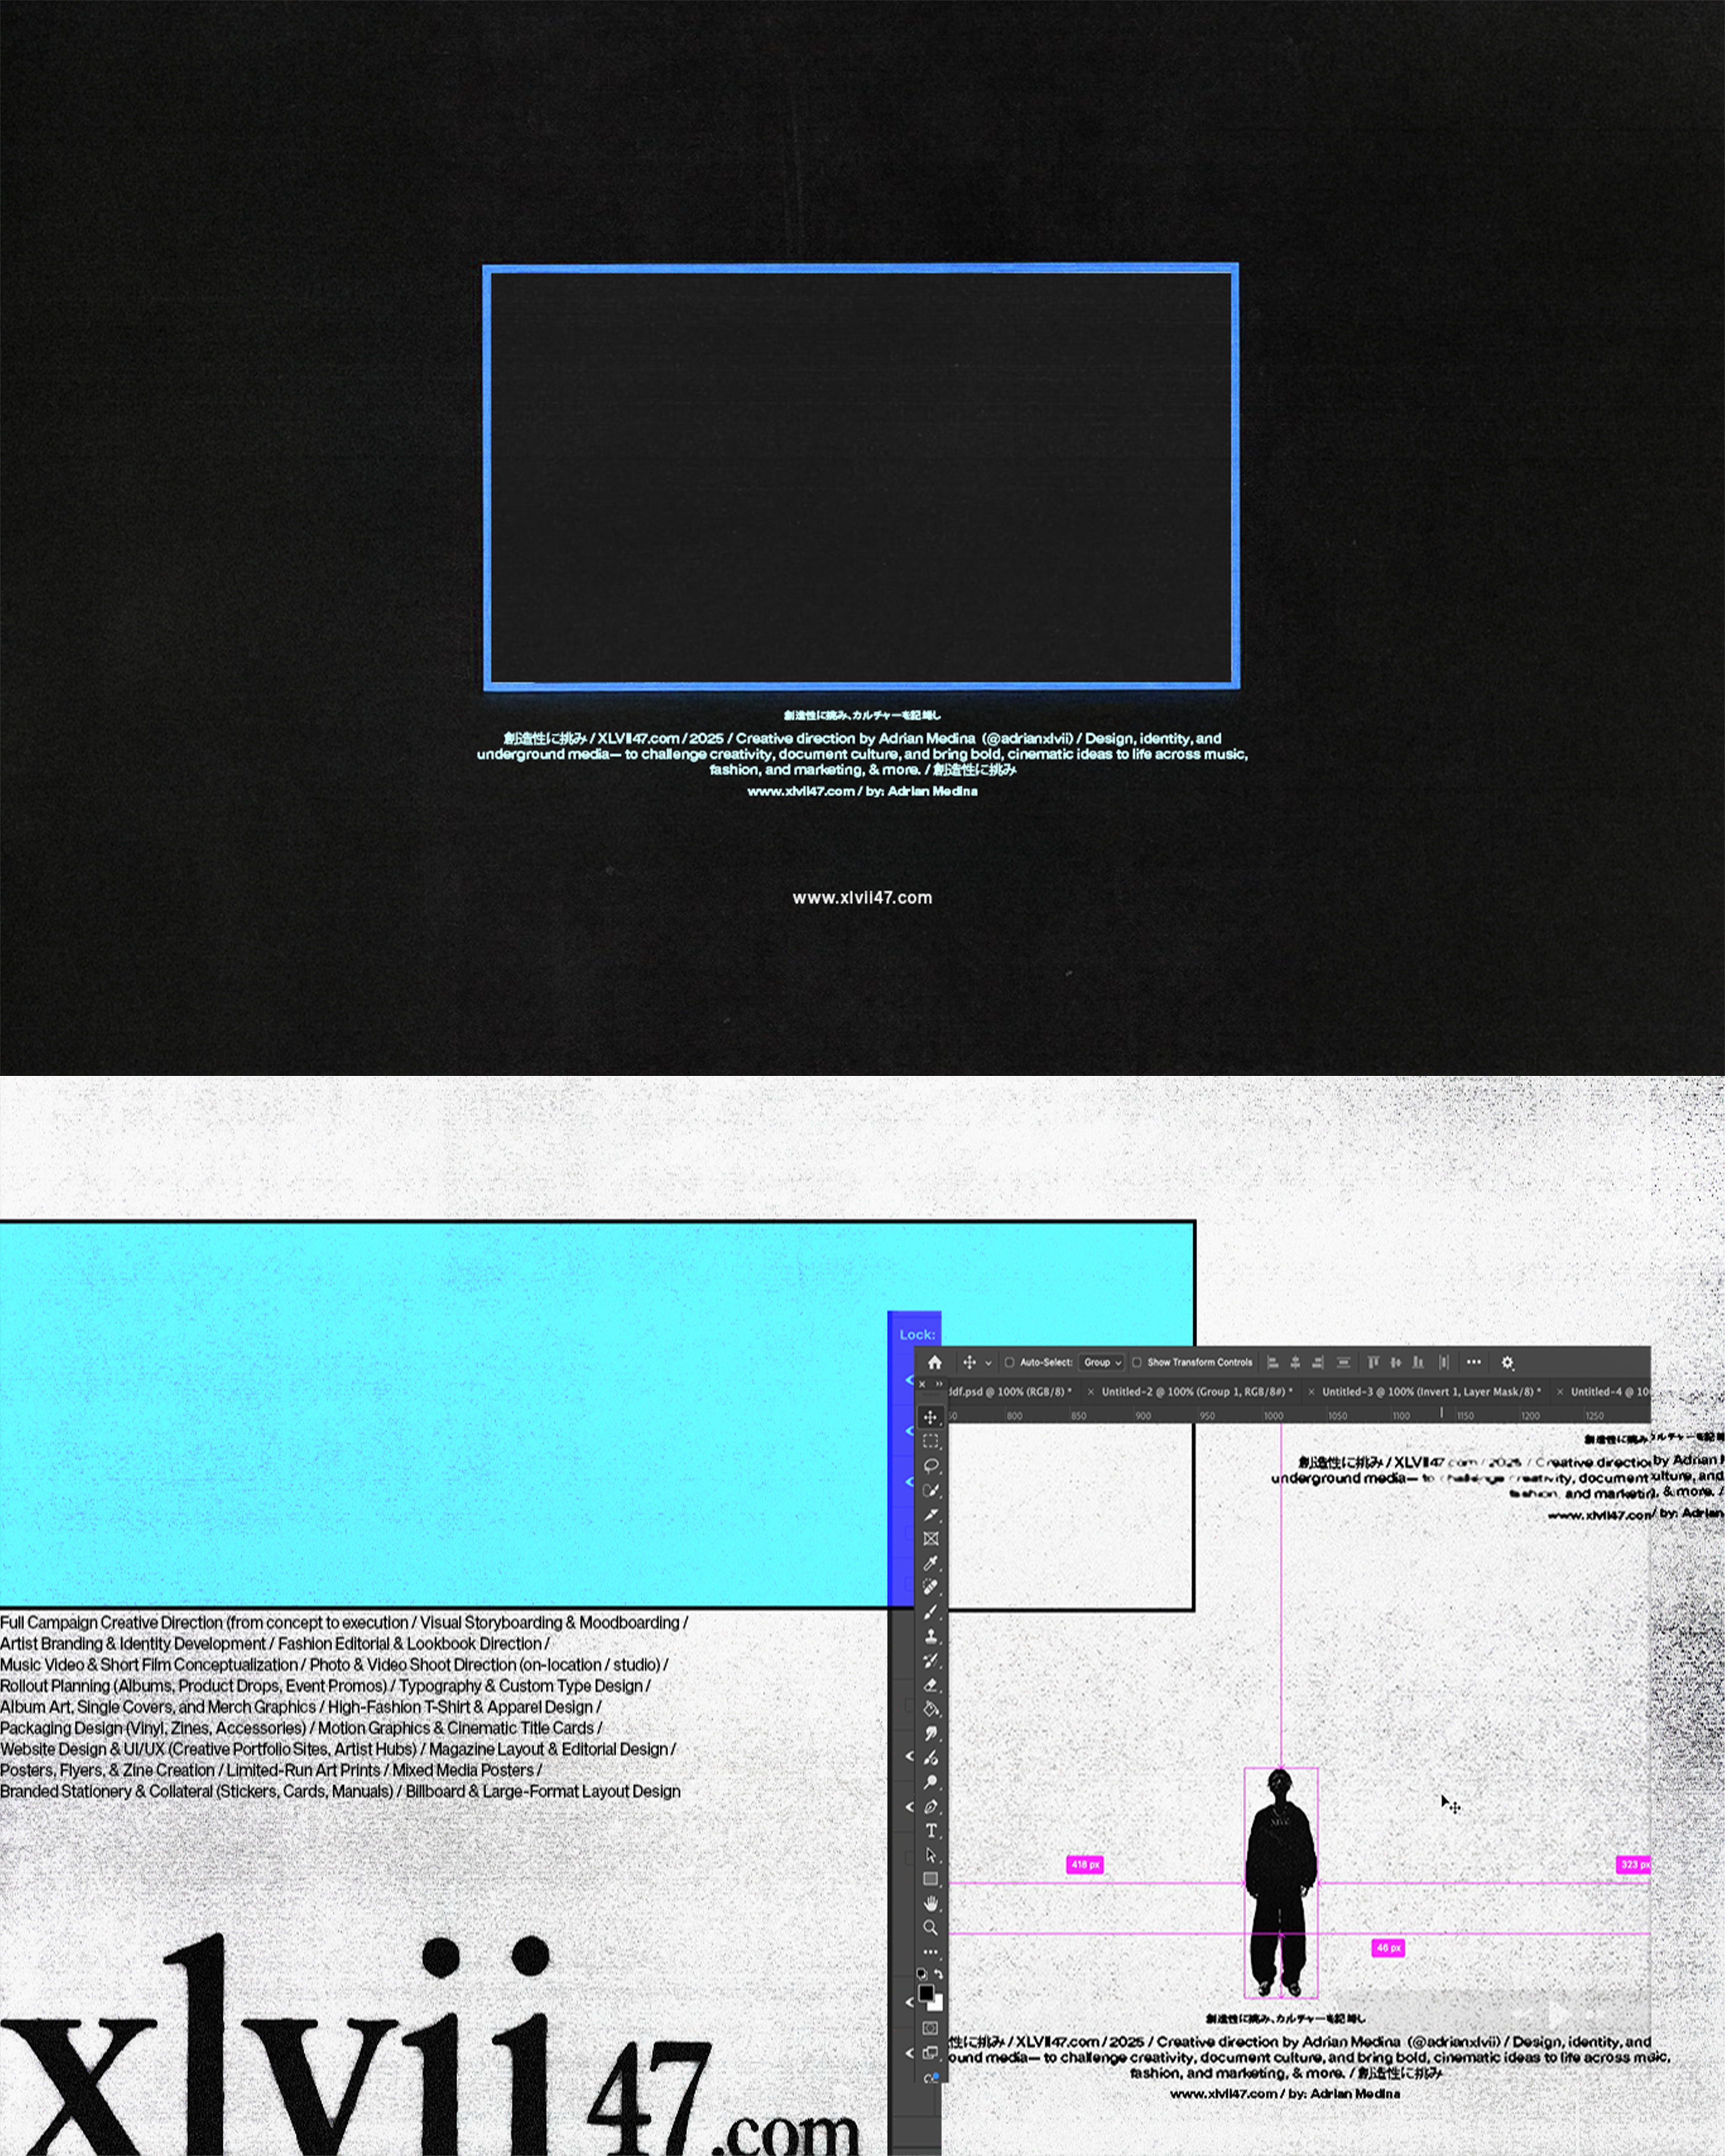 創造性に挑み、カルチャーを記録し
創造性に挑み / XLVII47.com / 2025 / Creative direction by Adrian Medina (@adrianxlvii) / Design, identity, and
underground media— to challenge creativity, document culture, and bring bold, cinematic ideas to life across music,
fashion, and marketing, & more. / 創造性に挑み
www.xlvii47.com / by: Adrian Medina
www.xlvii47.com
Lock:
Auto-Select: Group Show Transform Controls
ldf.psd @ 100% (RGB/8) * × Untitled-2 @ 100% (Group 1, RGB/8#) * × Untitled-3 @ 100% (Invert 1, Layer Mask/8) * × Untitled-4 @ 10
50 800 850 900 950 1000 1050 1100 1150 1200 1250
創造性に挑み
創造性に挑み / XLVII47.com / 2025 / Creative directio by Adrian
underground media— to challenge creativity, document ulture, and
fashion, and marketin , & more. /
www.xlvii47.con / by: Adrian
Full Campaign Creative Direction (from concept to execution / Visual Storyboarding & Moodboarding /
Artist Branding & Identity Development / Fashion Editorial & Lookbook Direction /
Music Video & Short Film Conceptualization / Photo & Video Shoot Direction (on-location / studio) /
Rollout Planning (Albums, Product Drops, Event Promos) / Typography & Custom Type Design /
Album Art, Single Covers, and Merch Graphics / High-Fashion T-Shirt & Apparel Design /
Packaging Design (Vinyl, Zines, Accessories) / Motion Graphics & Cinematic Title Cards /
Website Design & UI/UX (Creative Portfolio Sites, Artist Hubs) / Magazine Layout & Editorial Design /
Posters, Flyers, & Zine Creation / Limited-Run Art Prints / Mixed Media Posters /
Branded Stationery & Collateral (Stickers, Cards, Manuals) / Billboard & Large-Format Layout Design
418 px
323 px
46 px
xlvii47.com
創造性に挑み、カルチャーを記録し
性に挑み / XLVII47.com / 2025 / Creative direction by Adrian Medina (@adrianxlvii) / Design, identity, and
ound media— to challenge creativity, document culture, and bring bold, cinematic ideas to life across music,
fashion, and marketing, & more. / 創造性に挑み
www.xlvii47.com / by: Adrian Medina